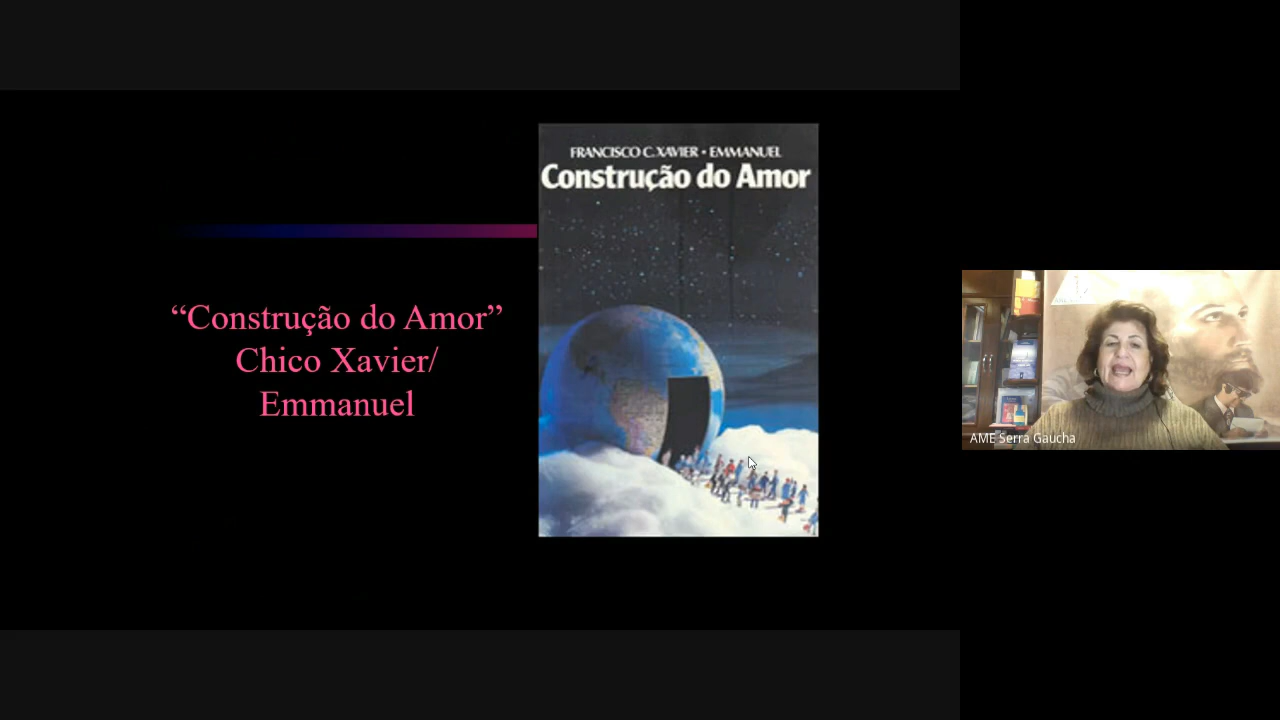 FRANCISCO C. XAVIER • EMMANUEL
Construção do Amor
“Construção do Amor”
Chico Xavier/
Emmanuel
AME Serra Gaucha